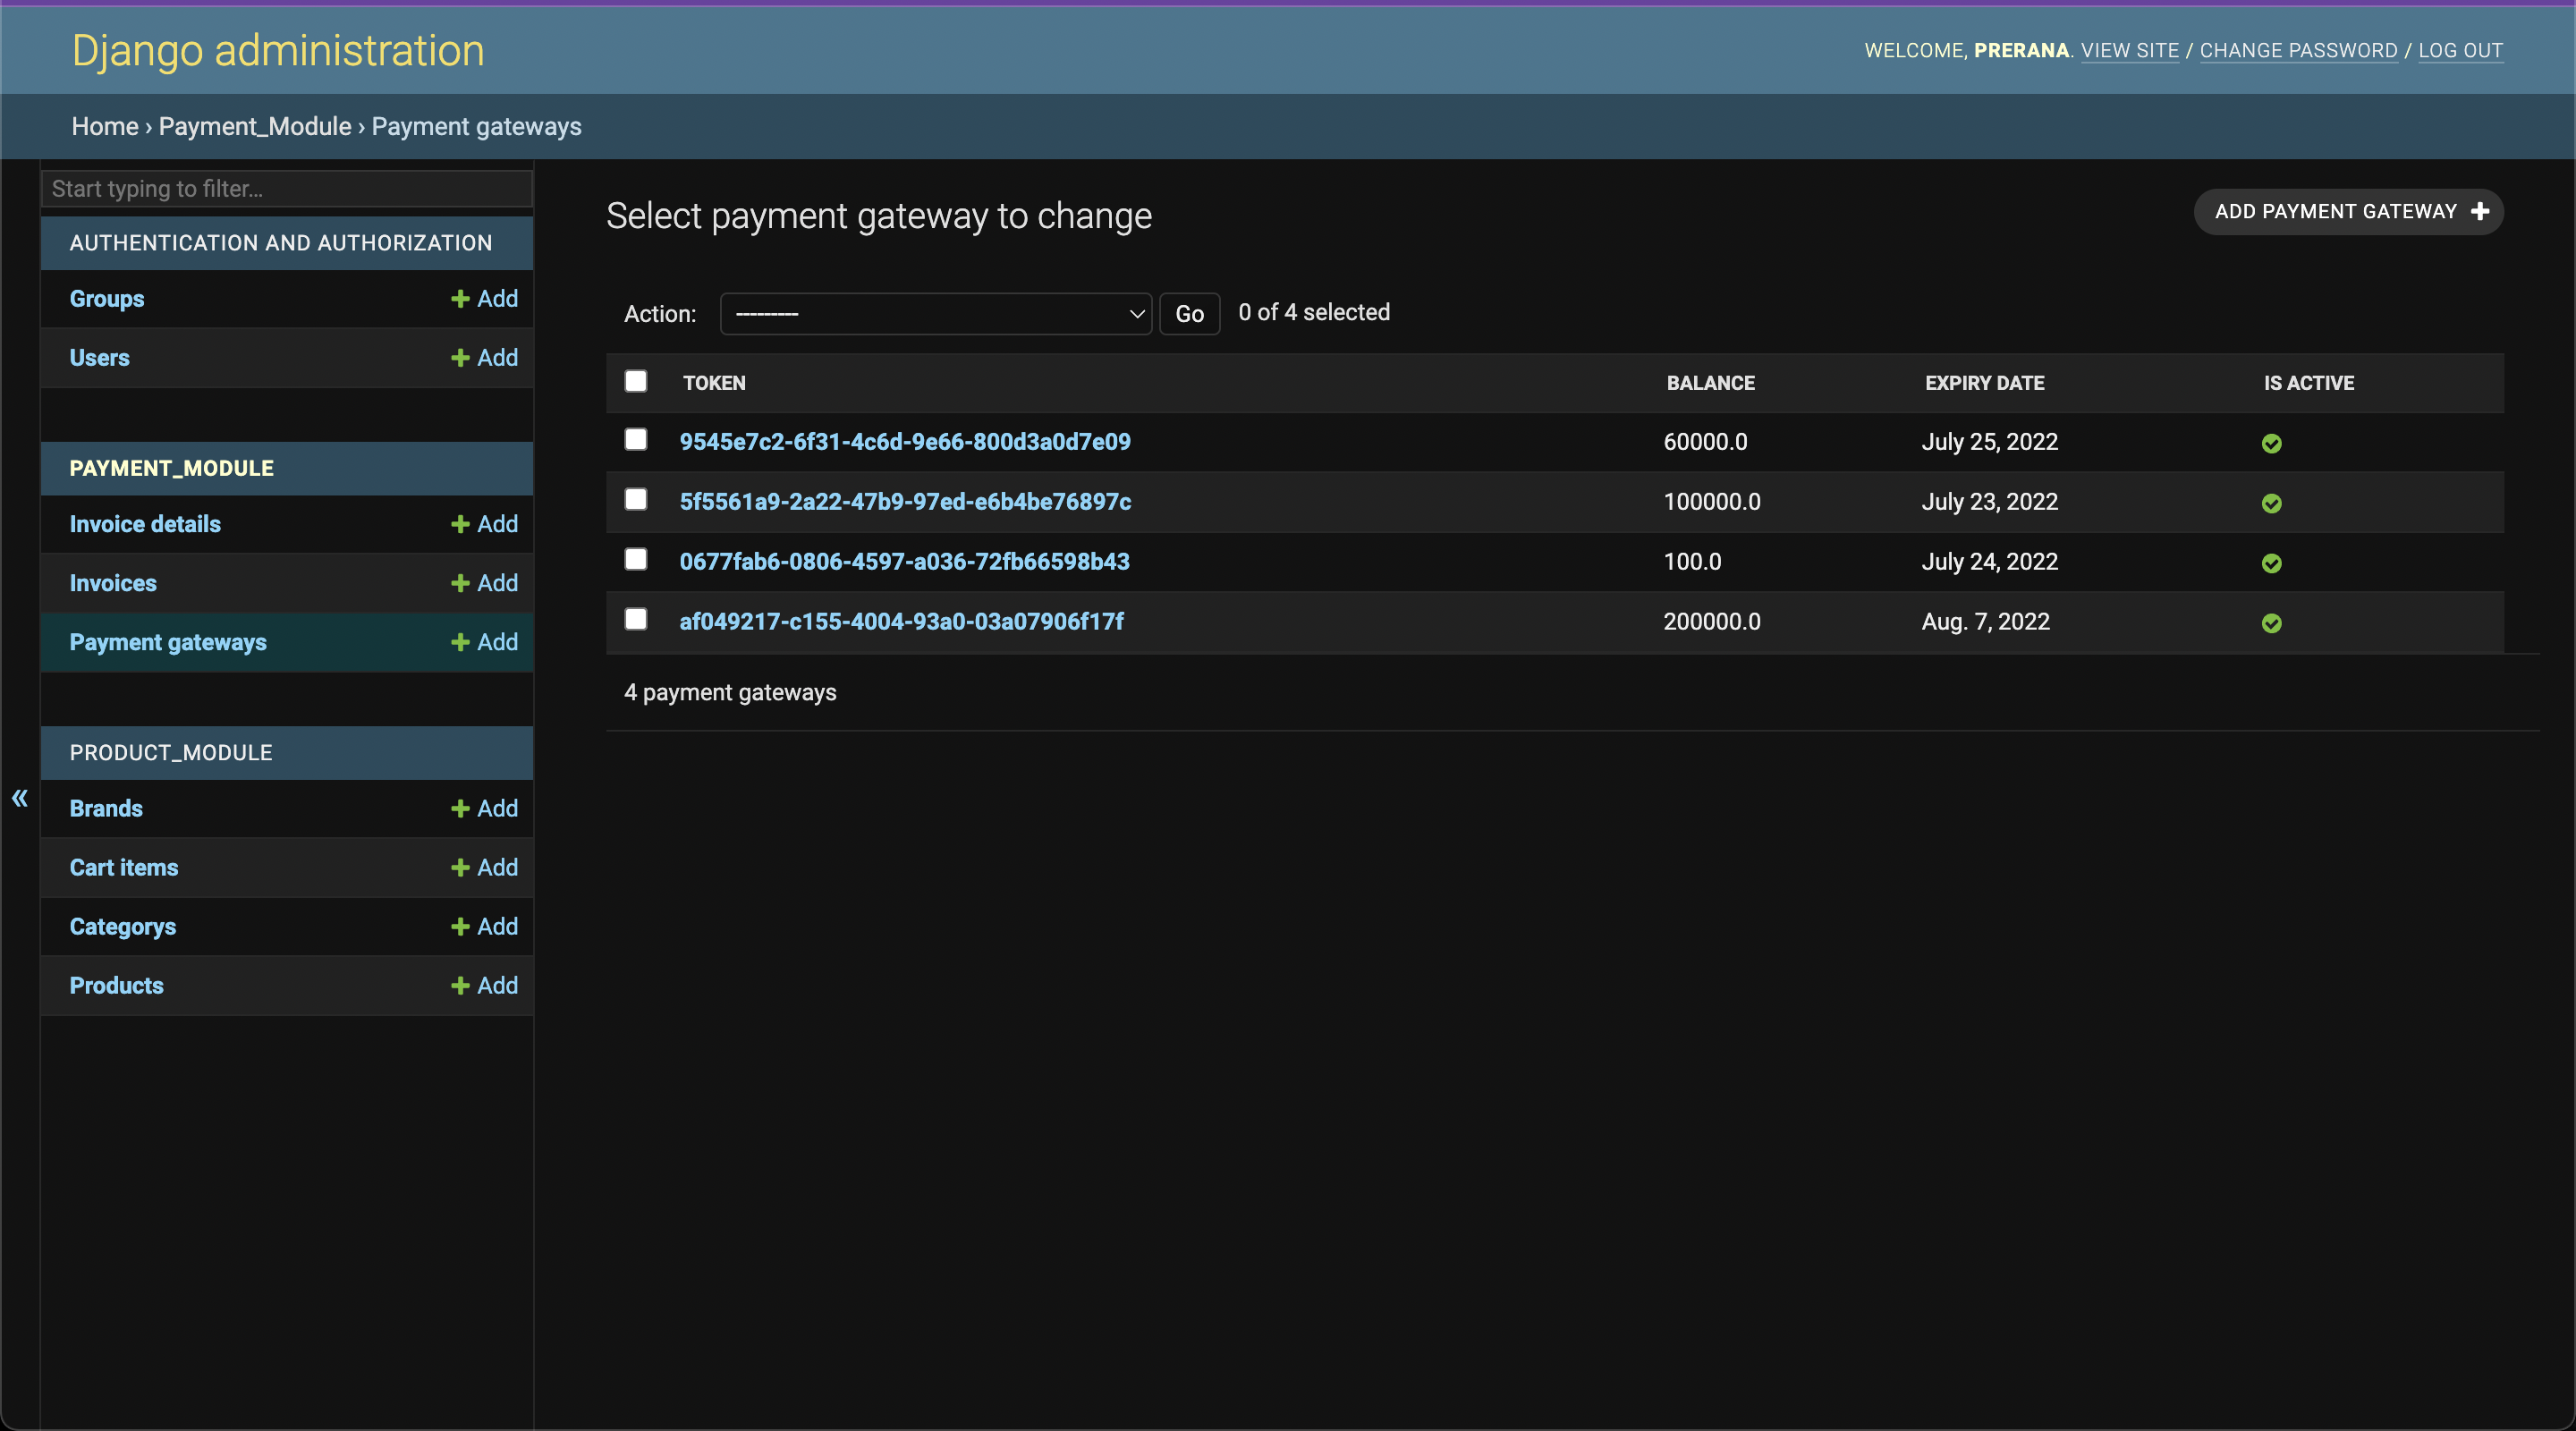 Django administration
WELCOME, PRERANA. VIEW SITE / CHANGE PASSWORD / LOG OUT
Home › Payment_Module › Payment gateways
Start typing to filter...
AUTHENTICATION AND AUTHORIZATION
Groups + Add
Users + Add
PAYMENT_MODULE
Invoice details + Add
Invoices + Add
Payment gateways + Add
PRODUCT_MODULE
Brands + Add
Cart items + Add
Categorys + Add
Products + Add
«
Select payment gateway to change
ADD PAYMENT GATEWAY +
Action: --------- Go 0 of 4 selected
TOKEN BALANCE EXPIRY DATE IS ACTIVE
9545e7c2-6f31-4c6d-9e66-800d3a0d7e09 60000.0 July 25, 2022
5f5561a9-2a22-47b9-97ed-e6b4be76897c 100000.0 July 23, 2022
0677fab6-0806-4597-a036-72fb66598b43 100.0 July 24, 2022
af049217-c155-4004-93a0-03a07906f17f 200000.0 Aug. 7, 2022
4 payment gateways